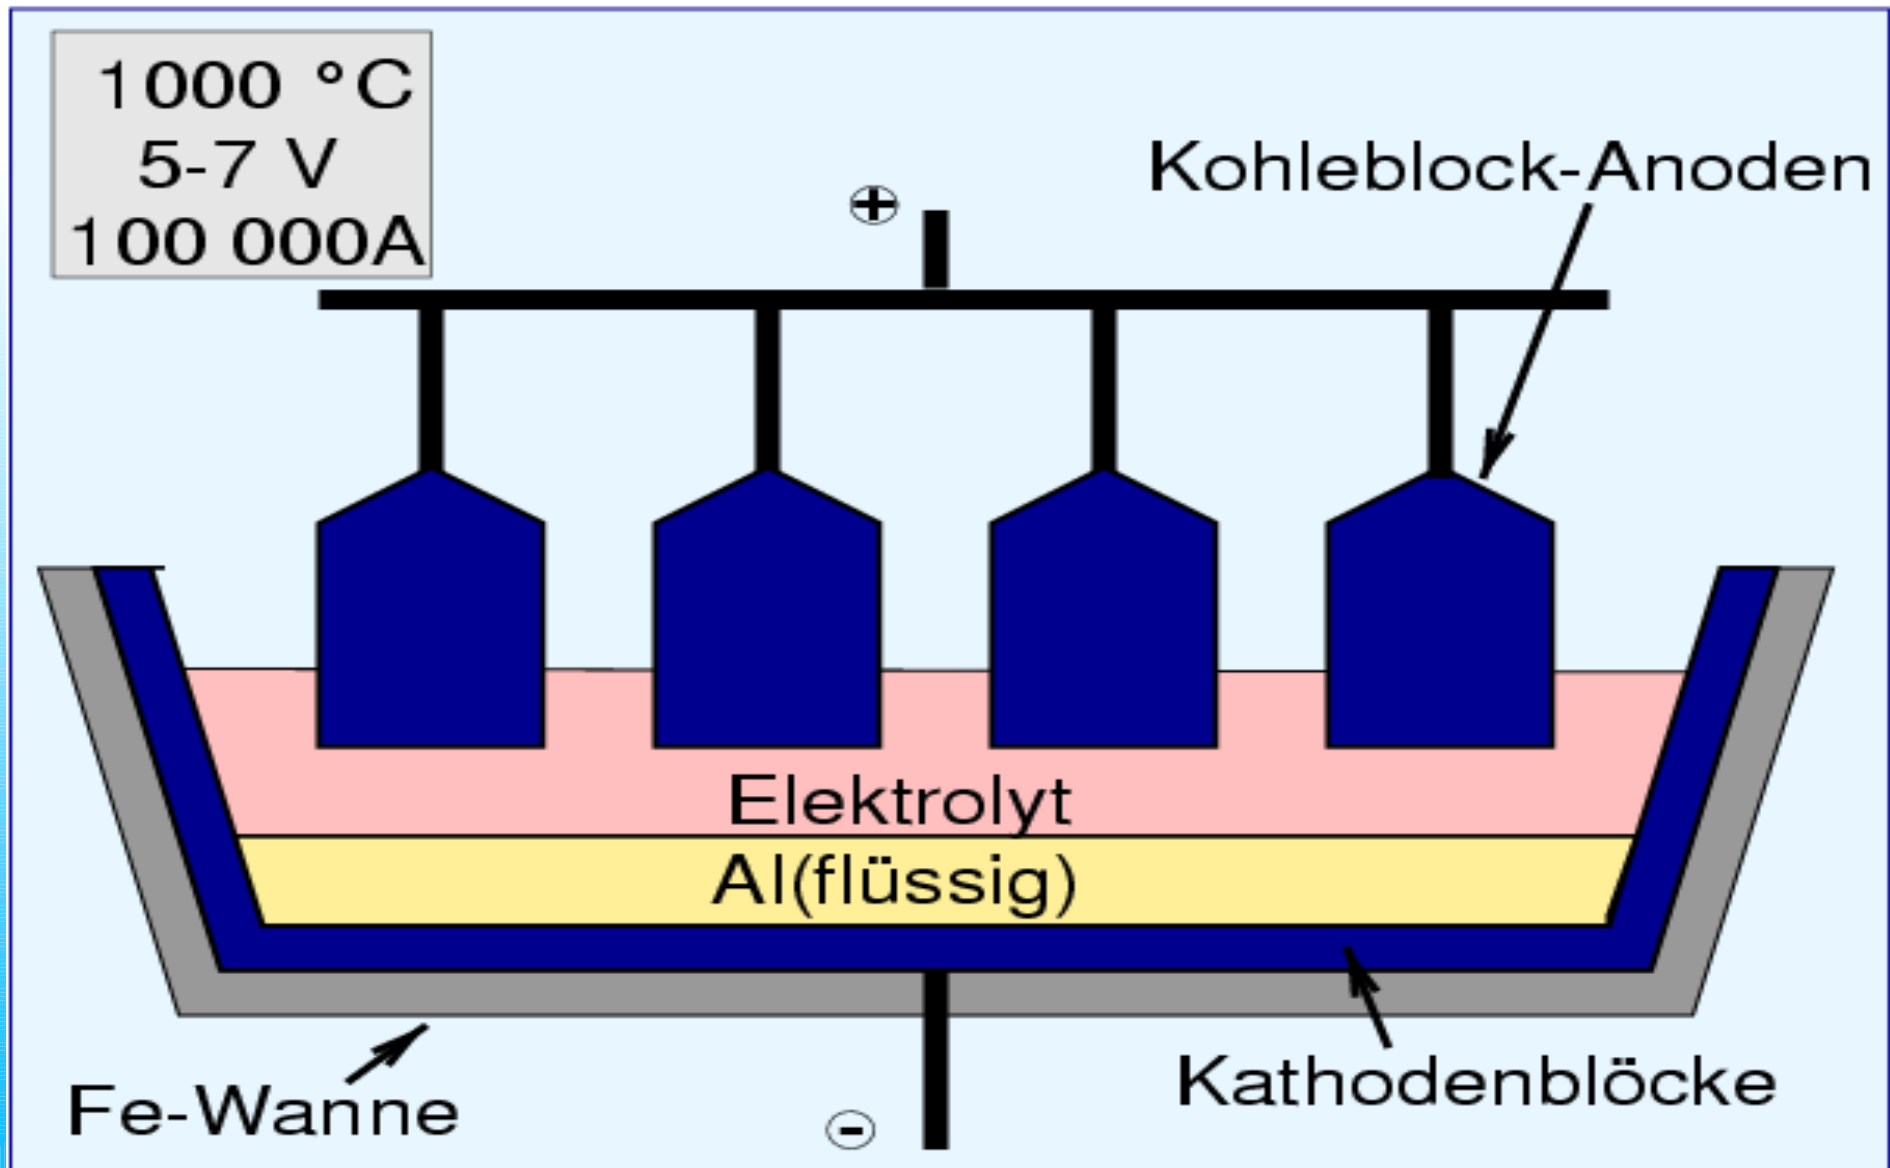 1000 °C
5-7 V
100 000A
Kohleblock-Anoden
+
Elektrolyt
Al(flüssig)
Kathodenblöcke
Fe-Wanne
-